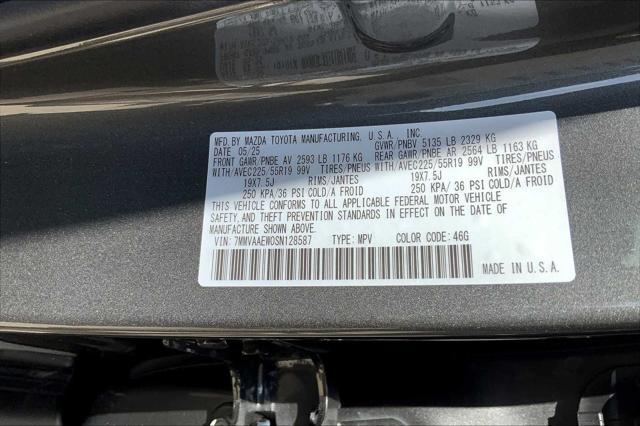 MFD. BY MAZDA TOYOTA MANUFACTURING, U.S.A., INC.
DATE 05/25 GVWR/PNBV 5135 LB 2329 KG
FRONT GAWR/PNBE AV 2593 LB 1176 KG REAR GAWR/PNBE AR 2564 LB 1163 KG
WITH/AVEC225/55R19 99V TIRES/PNEUS WITH/AVEC225/55R19 99V TIRES/PNEUS
19X7.5J RIMS/JANTES 19X7.5J RIMS/JANTES
250 KPA/36 PSI COLD/A FROID 250 KPA/ 36 PSI COLD/A FROID
THIS VEHICLE CONFORMS TO ALL APPLICABLE FEDERAL MOTOR VEHICLE
SAFETY,AND THEFT PREVENTION STANDARDS IN EFFECT ON THE DATE OF
MANUFACTURE SHOWN ABOVE.
VIN: 7MMVAAEW0SN128587 TYPE: MPV COLOR CODE: 46G
MADE IN U.S.A.